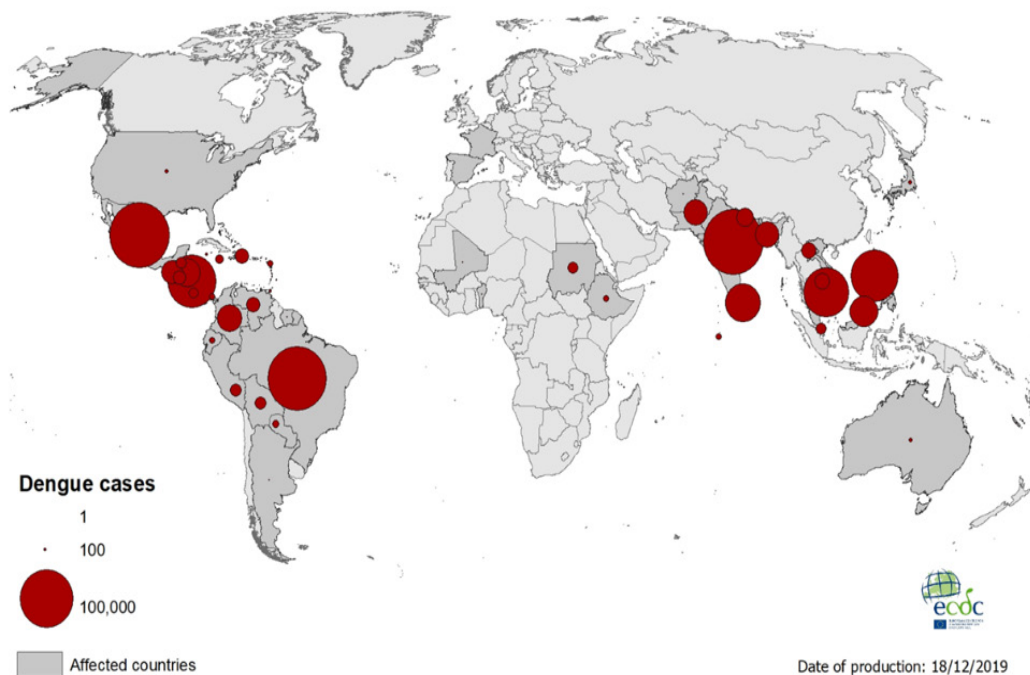 Dengue cases
1
100
100,000
Affected countries
ecdc
Date of production: 18/12/2019